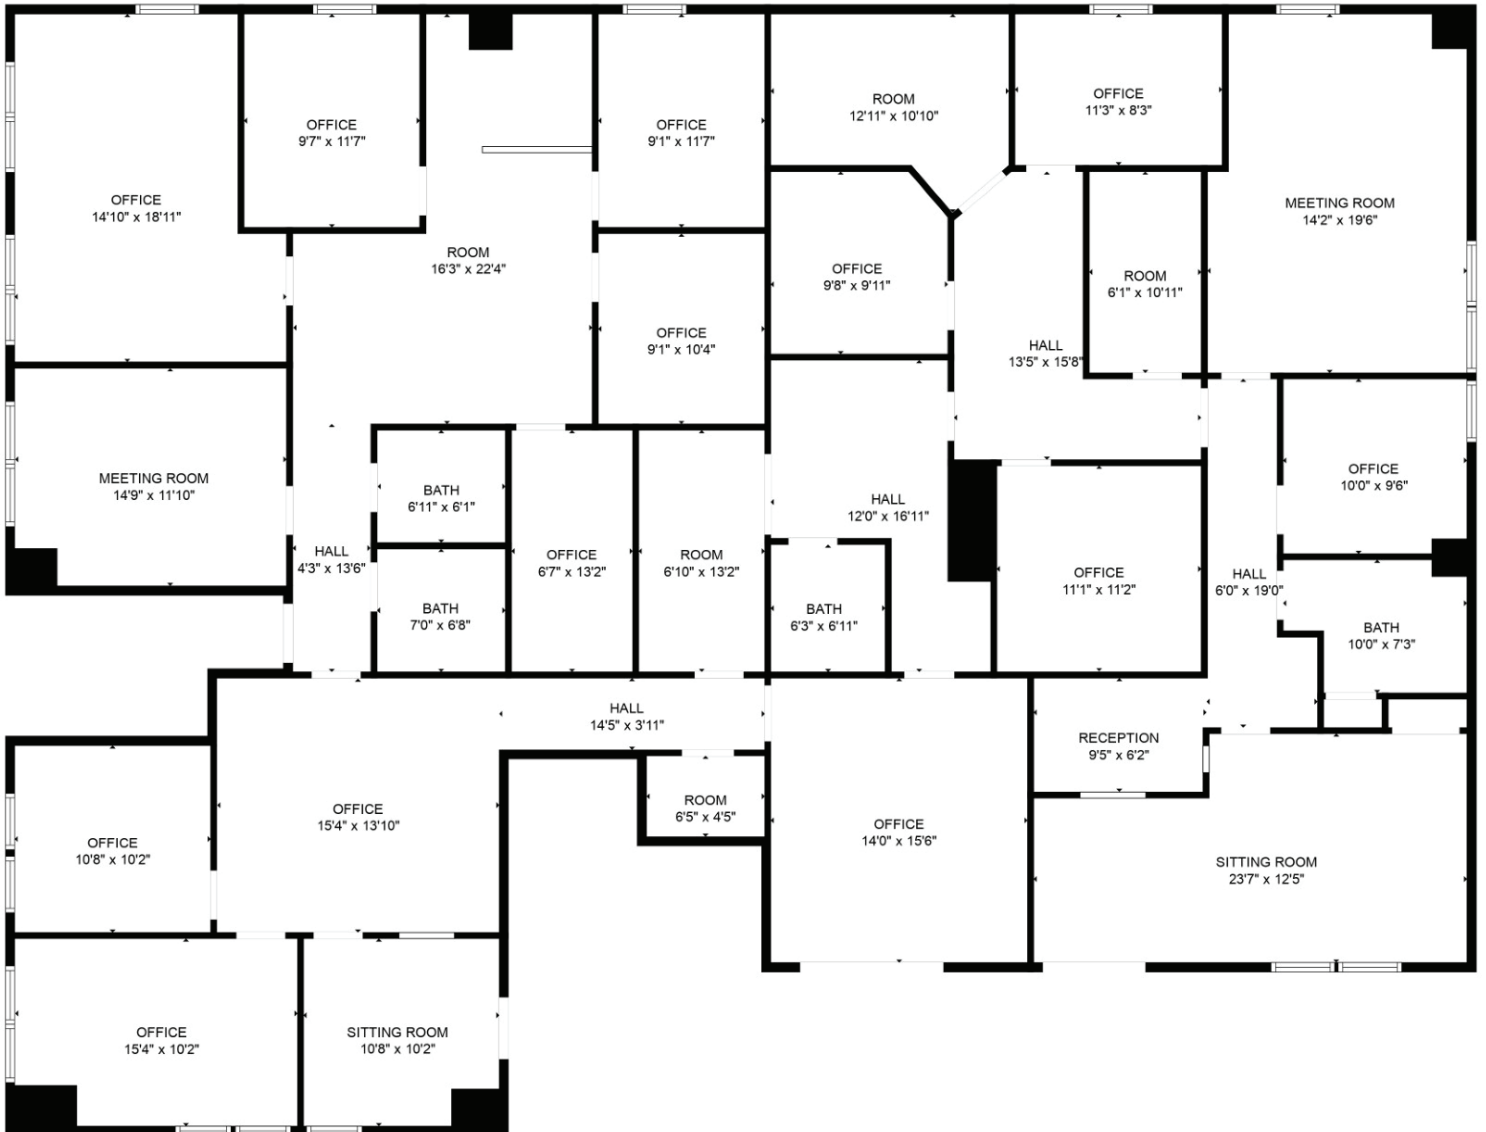 OFFICE
14'10" x 18'11"
OFFICE
9'7" x 11'7"
ROOM
16'3" x 22'4"
OFFICE
9'1" x 11'7"
OFFICE
9'1" x 10'4"
ROOM
12'11" x 10'10"
OFFICE
11'3" x 8'3"
MEETING ROOM
14'2" x 19'6"
OFFICE
9'8" x 9'11"
ROOM
6'1" x 10'11"
HALL
13'5" x 15'8"
MEETING ROOM
14'9" x 11'10"
HALL
4'3" x 13'6"
BATH
6'11" x 6'1"
BATH
7'0" x 6'8"
OFFICE
6'7" x 13'2"
ROOM
6'10" x 13'2"
HALL
12'0" x 16'11"
BATH
6'3" x 6'11"
OFFICE
11'1" x 11'2"
OFFICE
10'0" x 9'6"
HALL
6'0" x 19'0"
BATH
10'0" x 7'3"
HALL
14'5" x 3'11"
RECEPTION
9'5" x 6'2"
OFFICE
10'8" x 10'2"
OFFICE
15'4" x 13'10"
ROOM
6'5" x 4'5"
OFFICE
14'0" x 15'6"
SITTING ROOM
23'7" x 12'5"
OFFICE
15'4" x 10'2"
SITTING ROOM
10'8" x 10'2"